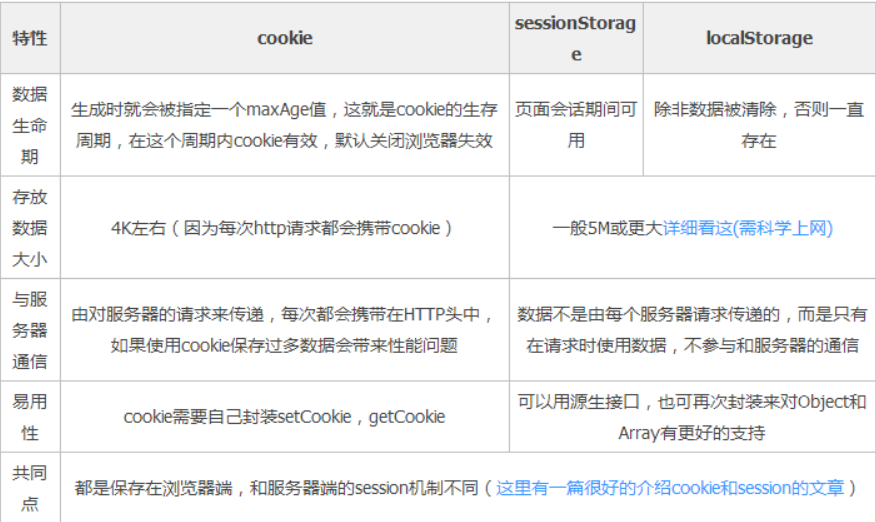 特性
cookie
sessionStorag
e
localStorage
数据
生命
期
生成时就会被指定一个maxAge值，这就是cookie的生存
周期，在这个周期内cookie有效，默认关闭浏览器失效
页面会话期间可
用
除非数据被清除，否则一直
存在
存放
数据
大小
4K左右（因为每次http请求都会携带cookie）
一般5M或更大详细看这(需科学上网)
与服
务器
通信
由对服务器的请求来传递，每次都会携带在HTTP头中，
如果使用cookie保存过多数据会带来性能问题
数据不是由每个服务器请求传递的，而是只有
在请求时使用数据，不参与和服务器的通信
易用
性
cookie需要自己封装setCookie，getCookie
可以用源生接口，也可再次封装来对Object和
Array有更好的支持
共同
点
都是保存在浏览器端，和服务器端的session机制不同（这里有一篇很好的介绍cookie和session的文章）